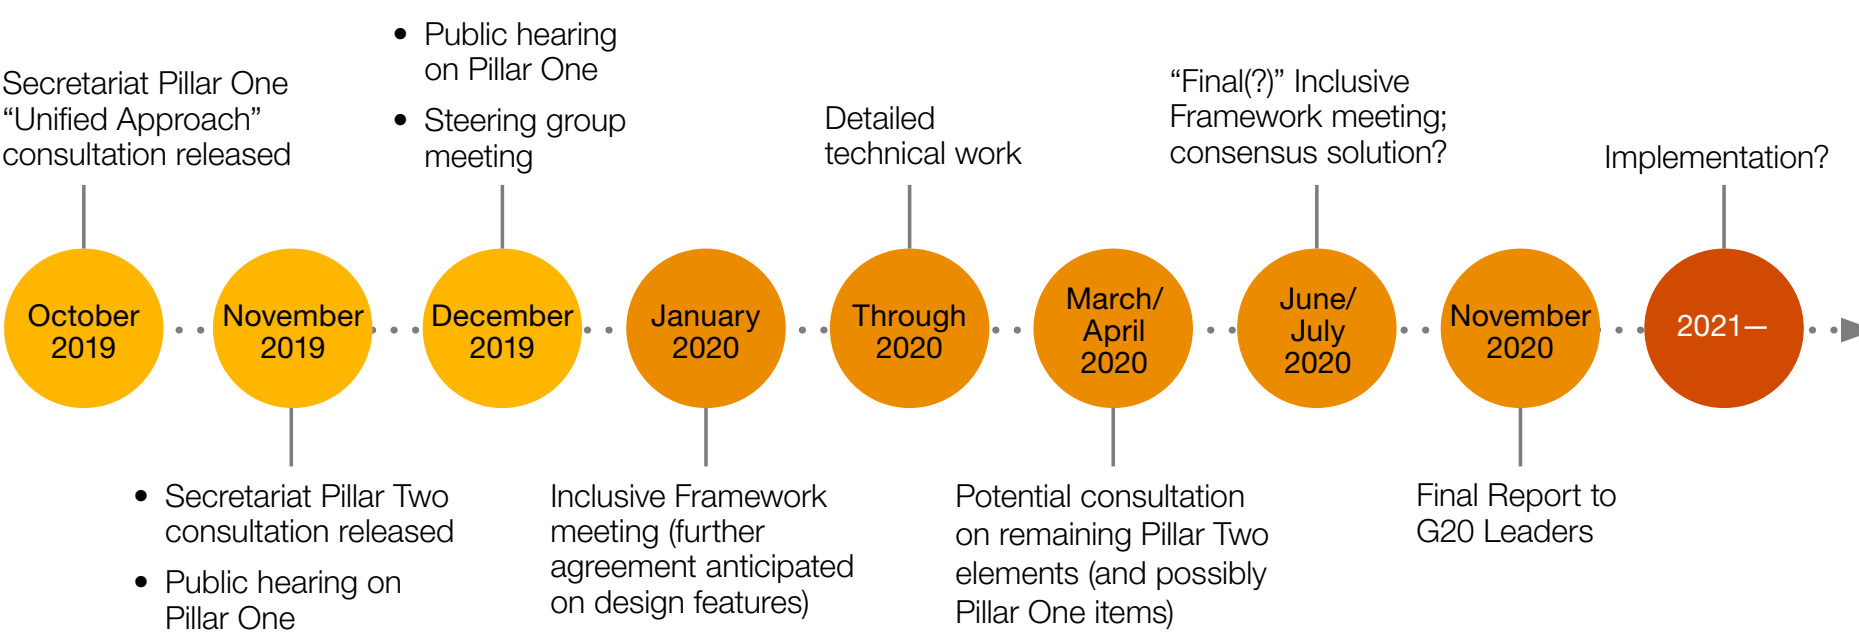 Secretariat Pillar One
“Unified Approach”
consultation released
• Public hearing
on Pillar One
• Steering group
meeting
Detailed
technical work
“Final(?)” Inclusive
Framework meeting;
consensus solution?
Implementation?
October
2019
November
2019
December
2019
January
2020
Through
2020
March/
April
2020
June/
July
2020
November
2020
2021—
• Secretariat Pillar Two
consultation released
• Public hearing on
Pillar One
Inclusive Framework
meeting (further
agreement anticipated
on design features)
Potential consultation
on remaining Pillar Two
elements (and possibly
Pillar One items)
Final Report to
G20 Leaders